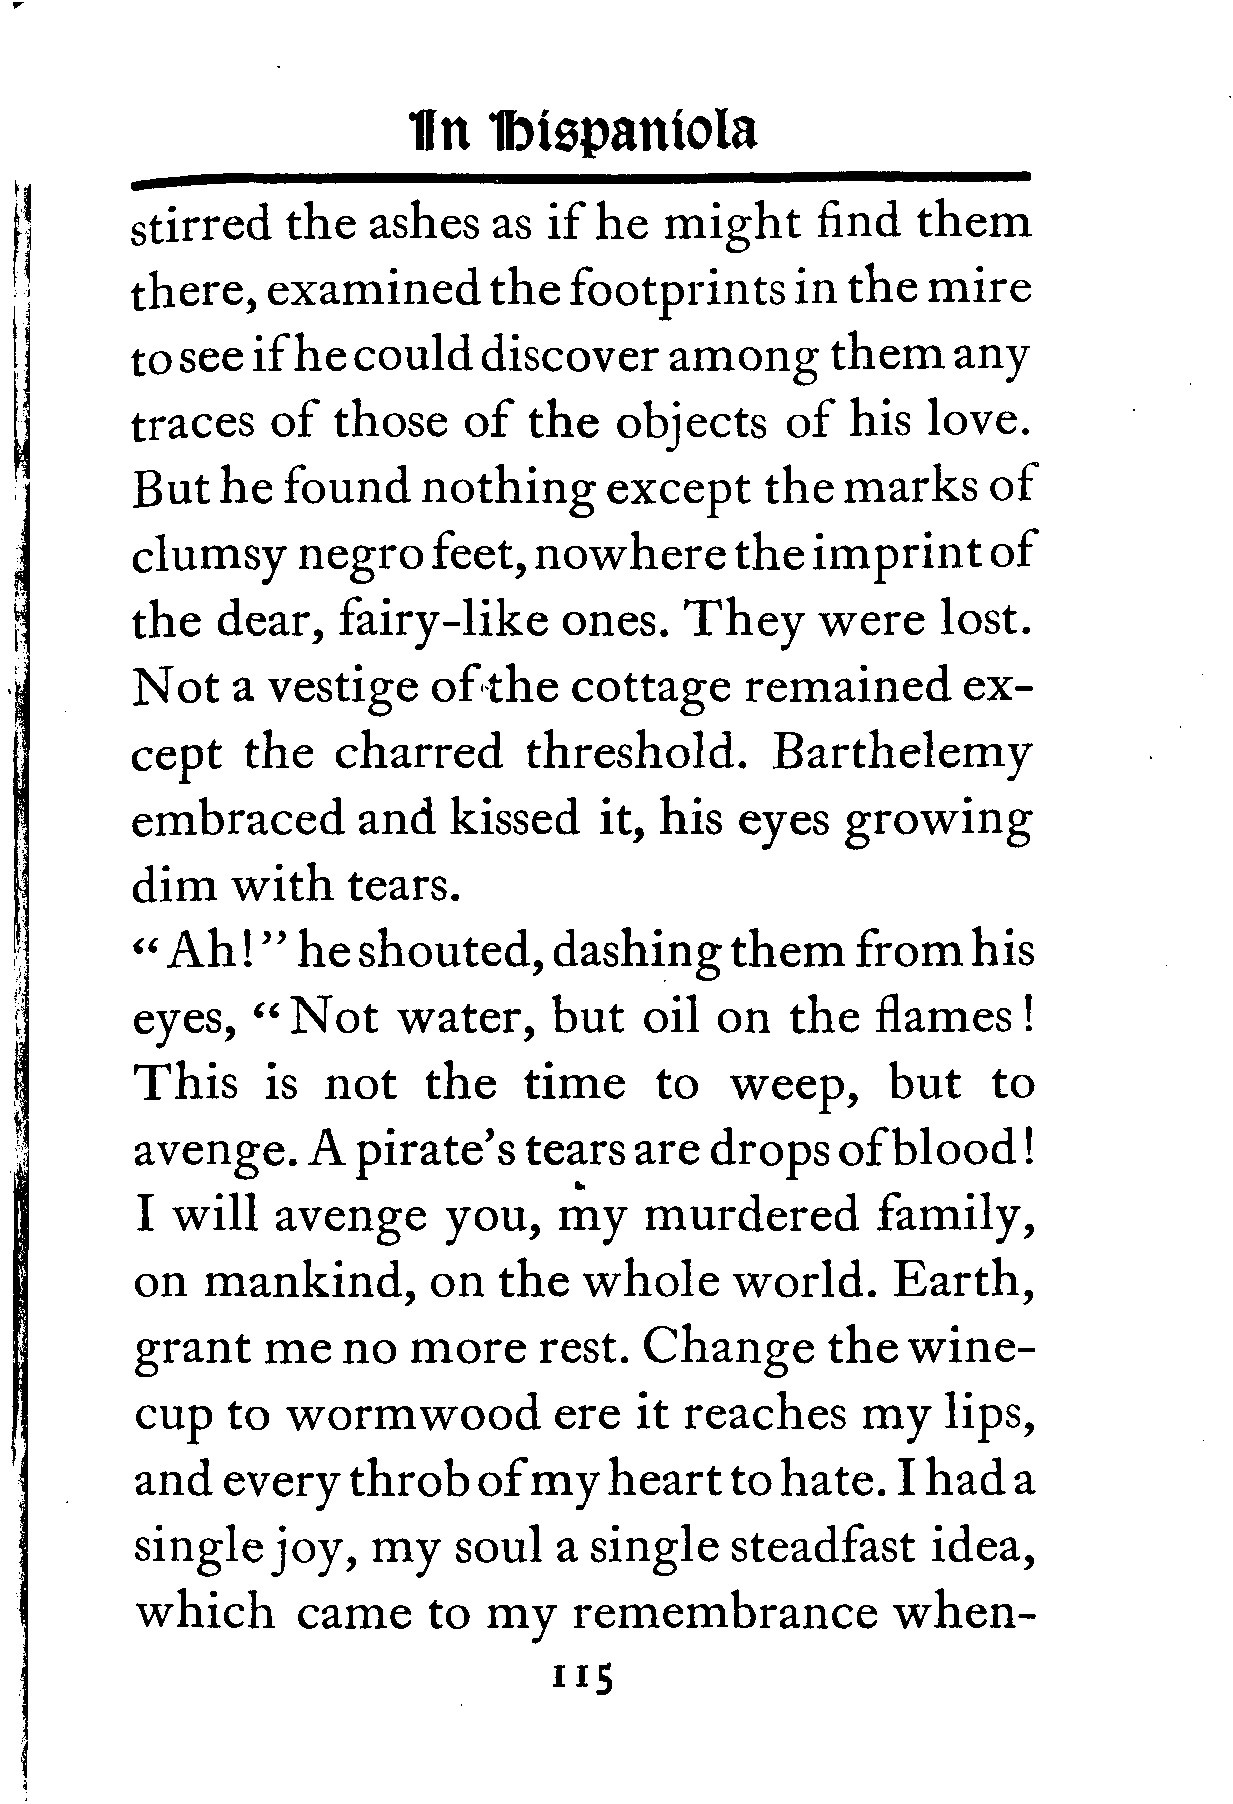 In Hispaniola
stirred the ashes as if he might find them
there, examined the footprints in the mire
to see if he could discover among them any
traces of those of the objects of his love.
But he found nothing except the marks of
clumsy negro feet, nowhere the imprint of
the dear, fairy-like ones. They were lost.
Not a vestige of the cottage remained ex-
cept the charred threshold. Barthelemy
embraced and kissed it, his eyes growing
dim with tears.
“Ah!” he shouted, dashing them from his
eyes, “Not water, but oil on the flames!
This is not the time to weep, but to
avenge. A pirate’s tears are drops of blood!
I will avenge you, my murdered family,
on mankind, on the whole world. Earth,
grant me no more rest. Change the wine-
cup to wormwood ere it reaches my lips,
and every throb of my heart to hate. I had a
single joy, my soul a single steadfast idea,
which came to my remembrance when-
115